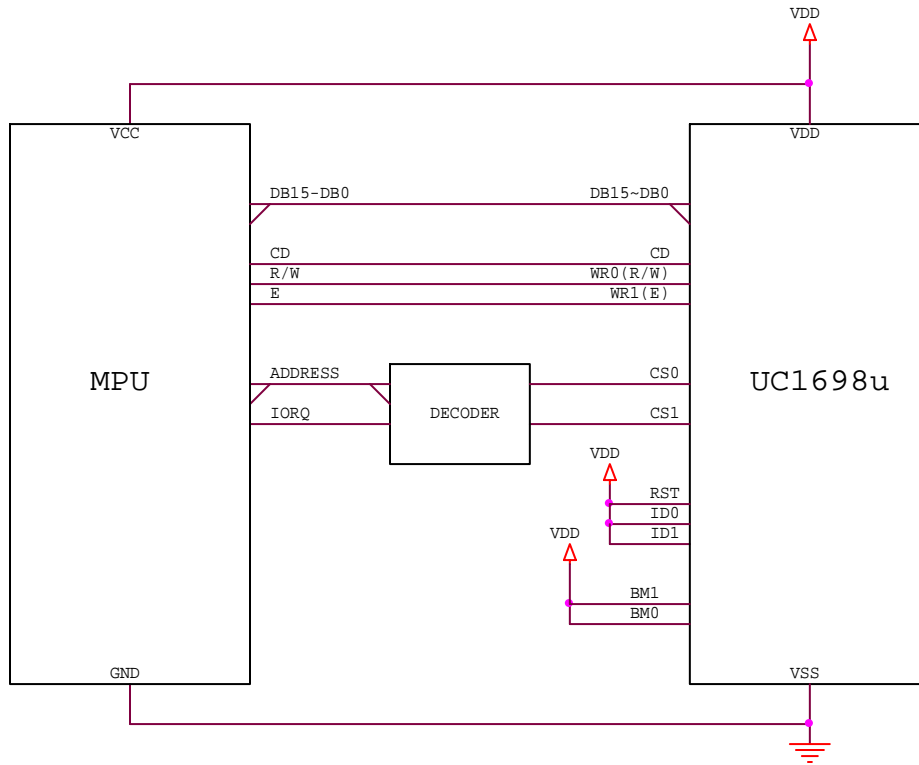 VDD
VCC
VDD
DB15-DB0
DB15~DB0
CD
CD
R/W
WR0(R/W)
E
WR1(E)
MPU
ADDRESS
IORQ
DECODER
CS0
CS1
UC1698u
VDD
RST
ID0
ID1
VDD
BM1
BM0
GND
VSS